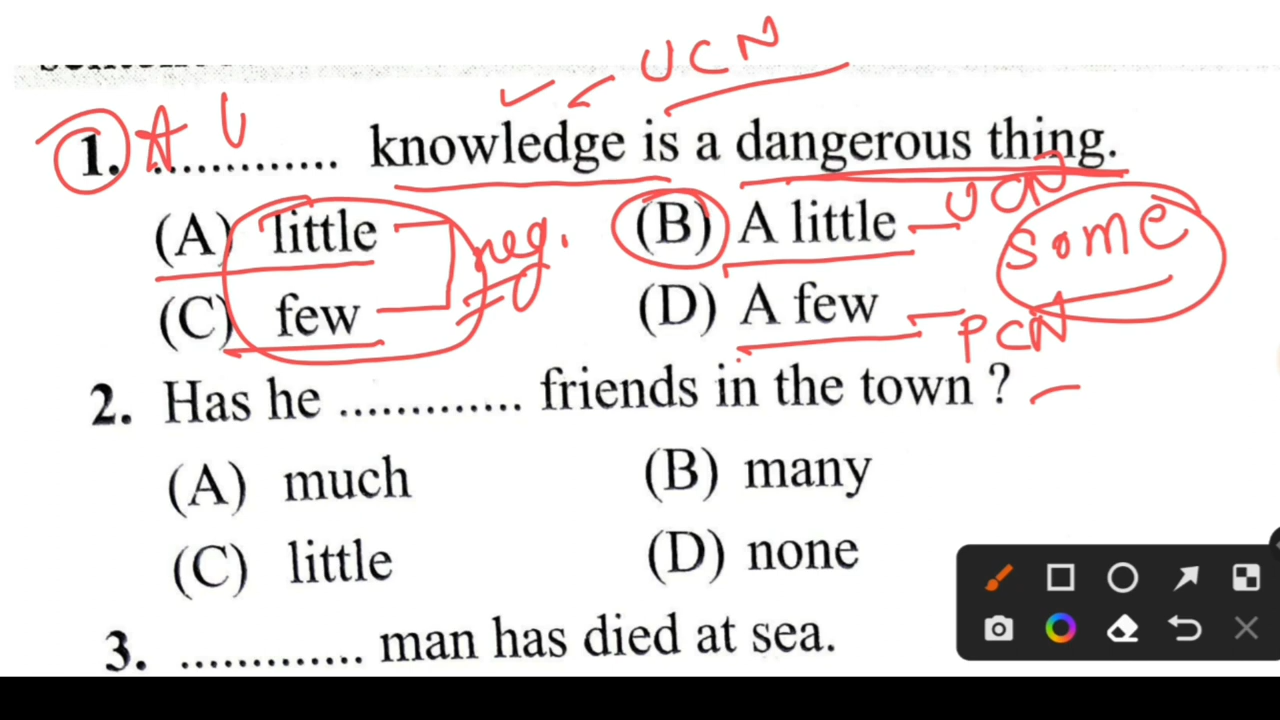 UCN
1. A ............. knowledge is a dangerous thing.
(A) little neg. (B) A little UCN some
(C) few (D) A few PCN
2. Has he ............. friends in the town ?
(A) much (B) many
(C) little (D) none
3. ............. man has died at sea.